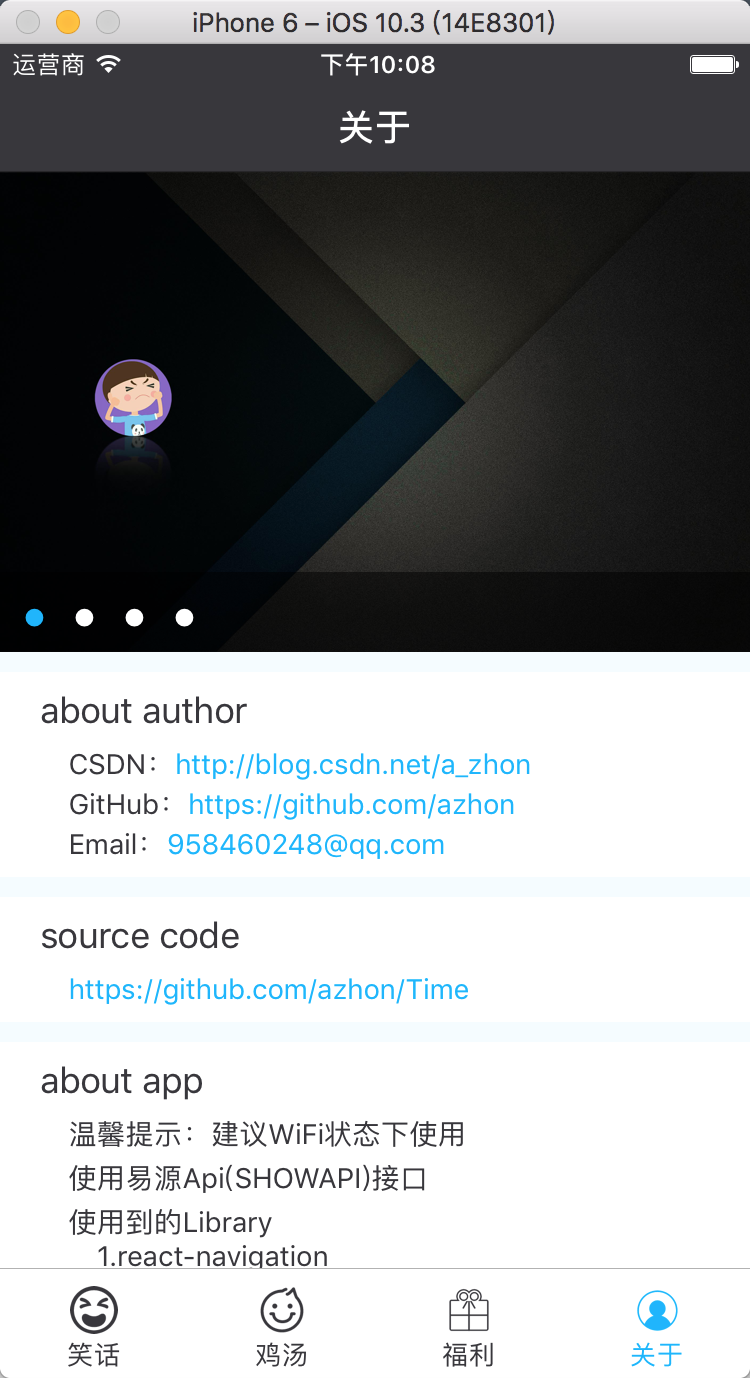 iPhone 6 – iOS 10.3 (14E8301)
运营商 下午10:08
关于
about author
CSDN：http://blog.csdn.net/a_zhon
GitHub：https://github.com/azhon
Email：958460248@qq.com
source code
https://github.com/azhon/Time
about app
温馨提示：建议WiFi状态下使用
使用易源Api(SHOWAPI)接口
使用到的Library
1.react-navigation
笑话 鸡汤 福利 关于